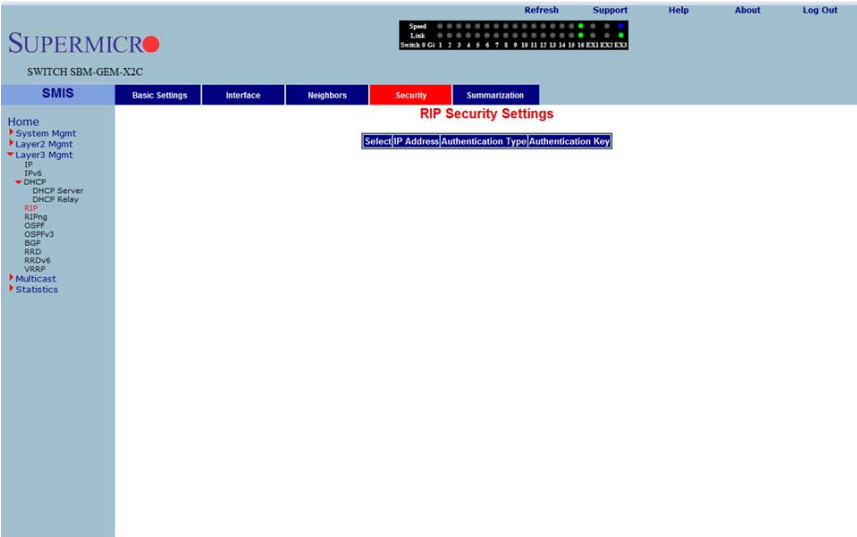 Refresh Support Help About Log Out
SUPERMICRO
SWITCH SBM-GEM-X2C
Speed
Link
Switch 0 Gi 1 2 3 4 5 6 7 8 9 10 11 12 13 14 15 16 EX1 EX2 EX3
SMIS
Basic Settings Interface Neighbors Security Summarization
Home
System Mgmt
Layer2 Mgmt
Layer3 Mgmt
IP
IPv6
DHCP
DHCP Server
DHCP Relay
RIP
RIPng
OSPF
OSPFv3
BGP
RRD
RRDv6
VRRP
Multicast
Statistics
RIP Security Settings
Select IP Address Authentication Type Authentication Key